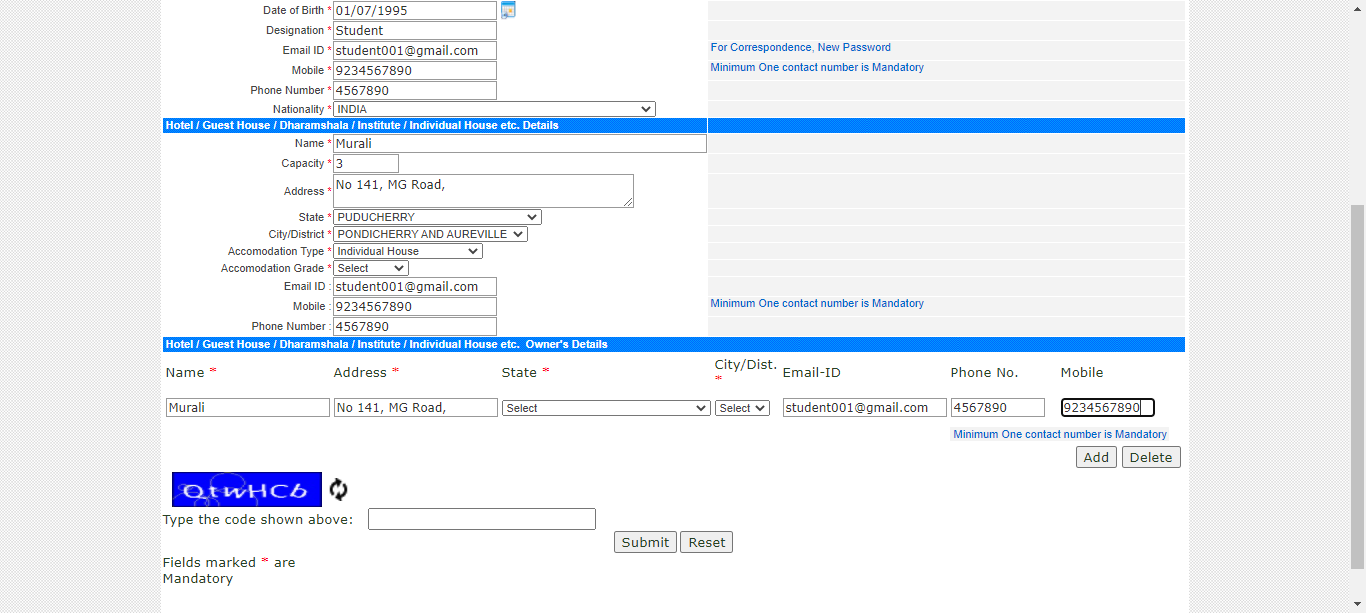 Date of Birth * 01/07/1995
Designation * Student
Email ID * student001@gmail.com For Correspondence, New Password
Mobile * 9234567890 Minimum One contact number is Mandatory
Phone Number * 4567890
Nationality * INDIA
Hotel / Guest House / Dharamshala / Institute / Individual House etc. Details
Name * Murali
Capacity * 3
Address * No 141, MG Road,
State * PUDUCHERRY
City/District * PONDICHERRY AND AUREVILLE
Accomodation Type * Individual House
Accomodation Grade * Select
Email ID : student001@gmail.com
Mobile : 9234567890 Minimum One contact number is Mandatory
Phone Number : 4567890
Hotel / Guest House / Dharamshala / Institute / Individual House etc. Owner's Details
Name * Address * State * City/Dist. * Email-ID Phone No. Mobile
Murali No 141, MG Road, Select Select student001@gmail.com 4567890 9234567890
Minimum One contact number is Mandatory
Add Delete
QtwHCb
Type the code shown above:
Submit Reset
Fields marked * are
Mandatory